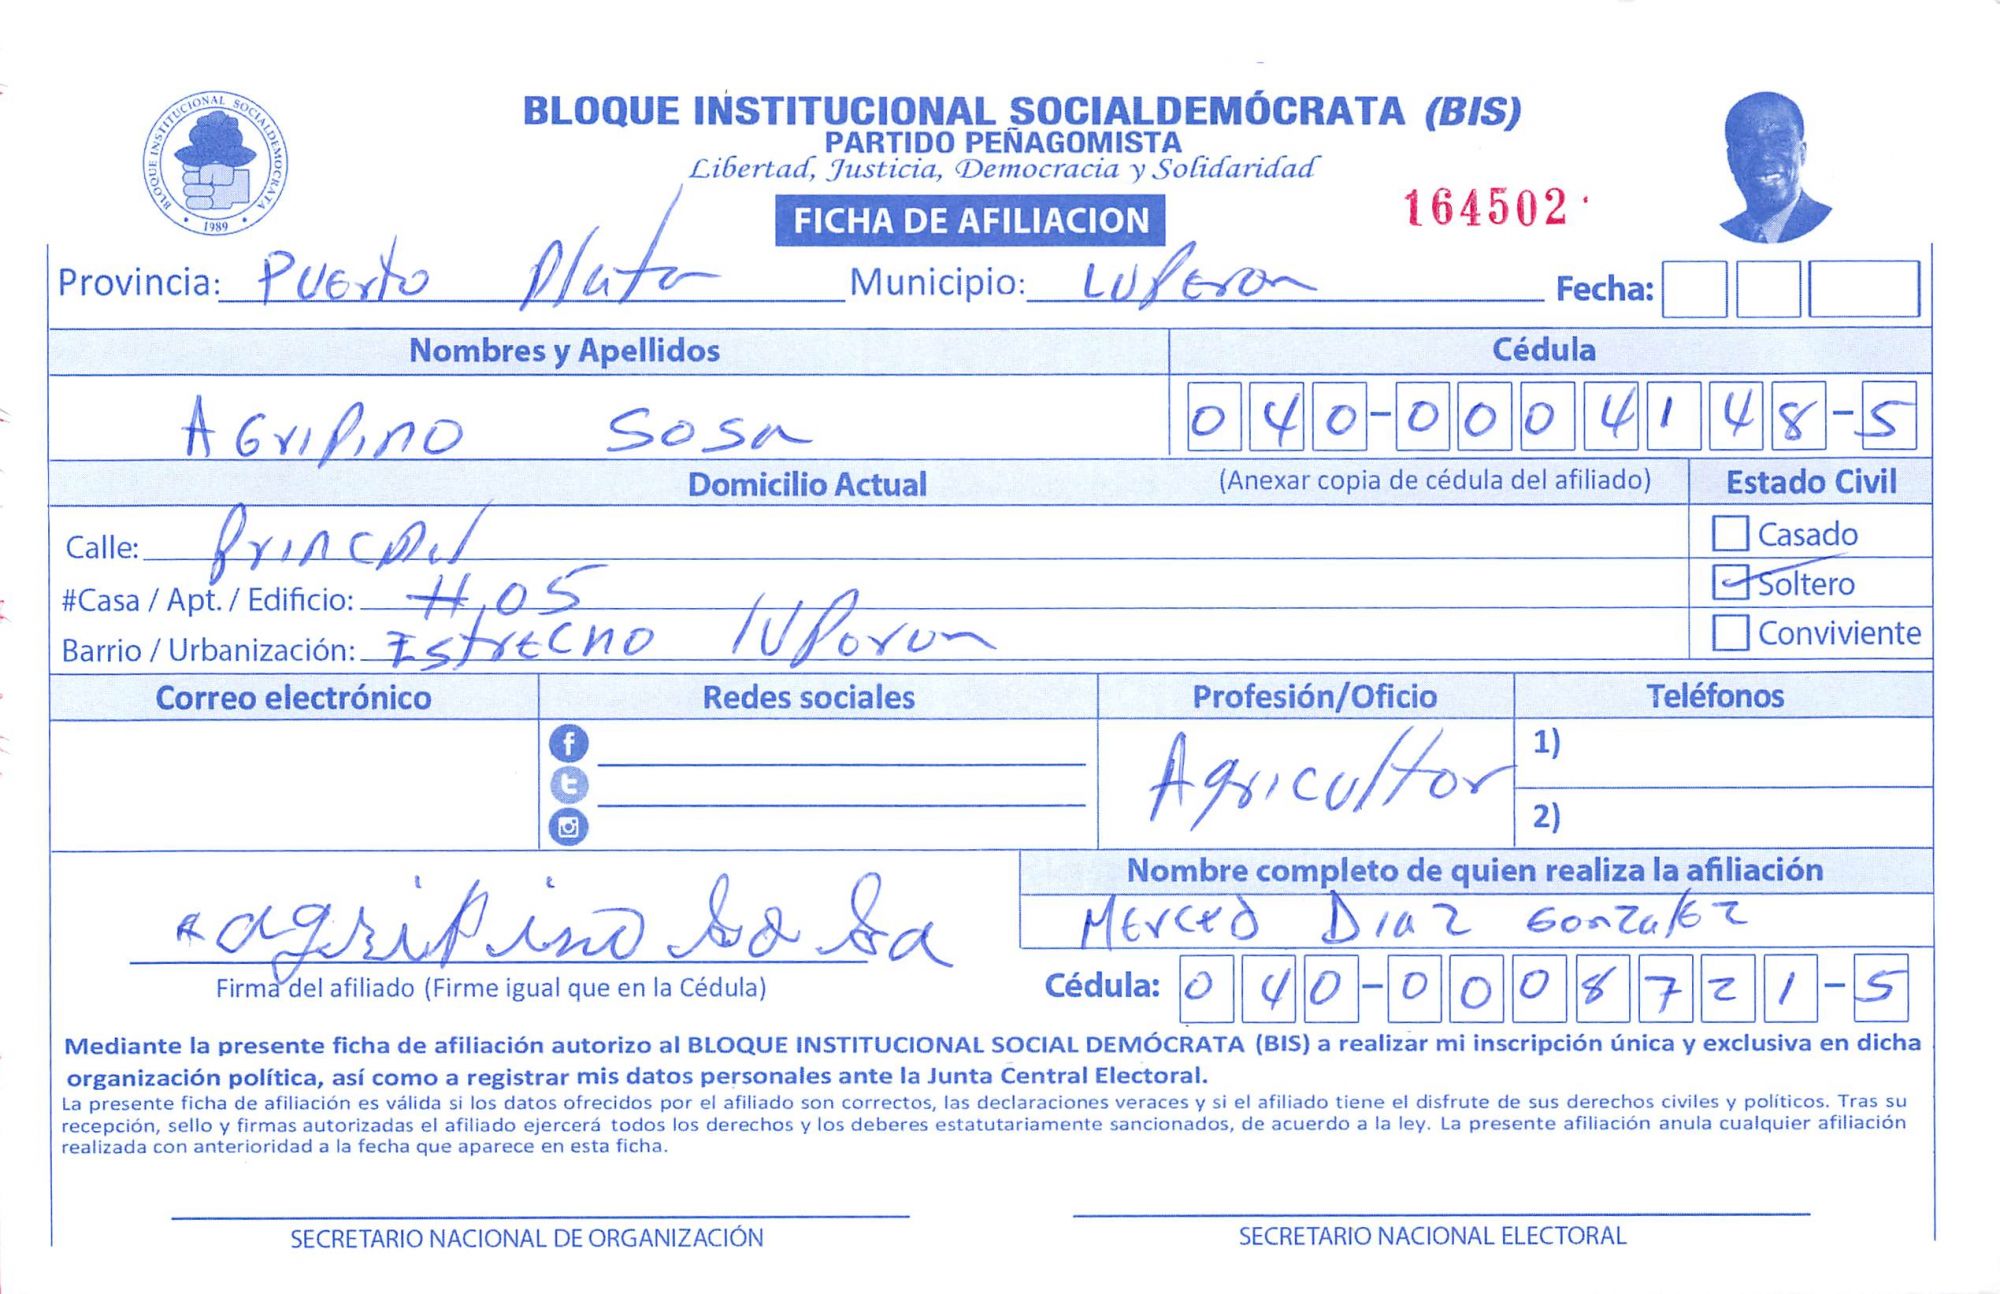 BLOQUE INSTITUCIONAL SOCIALDEMOCRATA
1989
BLOQUE INSTITUCIONAL SOCIALDEMÓCRATA (BIS)
PARTIDO PEÑAGOMISTA
Libertad, Justicia, Democracia y Solidaridad
FICHA DE AFILIACION
164502
Provincia: Puerto Plata Municipio: Luperon Fecha:
Nombres y Apellidos Cédula
Agripino Sosa 040-0004148-5
Domicilio Actual (Anexar copia de cédula del afiliado) Estado Civil
Calle: Principal Casado
#Casa / Apt. / Edificio: #05 Soltero
Barrio / Urbanización: Estrecho Luperon Conviviente
Correo electrónico Redes sociales Profesión/Oficio Teléfonos
Agricultor 1)
2)
Nombre completo de quien realiza la afiliación
Merced Diaz Gonzalez
agripino Sosa
Firma del afiliado (Firme igual que en la Cédula) Cédula: 040-0008721-5
Mediante la presente ficha de afiliación autorizo al BLOQUE INSTITUCIONAL SOCIAL DEMÓCRATA (BIS) a realizar mi inscripción única y exclusiva en dicha
organización política, así como a registrar mis datos personales ante la Junta Central Electoral.
La presente ficha de afiliación es válida si los datos ofrecidos por el afiliado son correctos, las declaraciones veraces y si el afiliado tiene el disfrute de sus derechos civiles y políticos. Tras su
recepción, sello y firmas autorizadas el afiliado ejercerá todos los derechos y los deberes estatutariamente sancionados, de acuerdo a la ley. La presente afiliación anula cualquier afiliación
realizada con anterioridad a la fecha que aparece en esta ficha.
SECRETARIO NACIONAL DE ORGANIZACIÓN SECRETARIO NACIONAL ELECTORAL